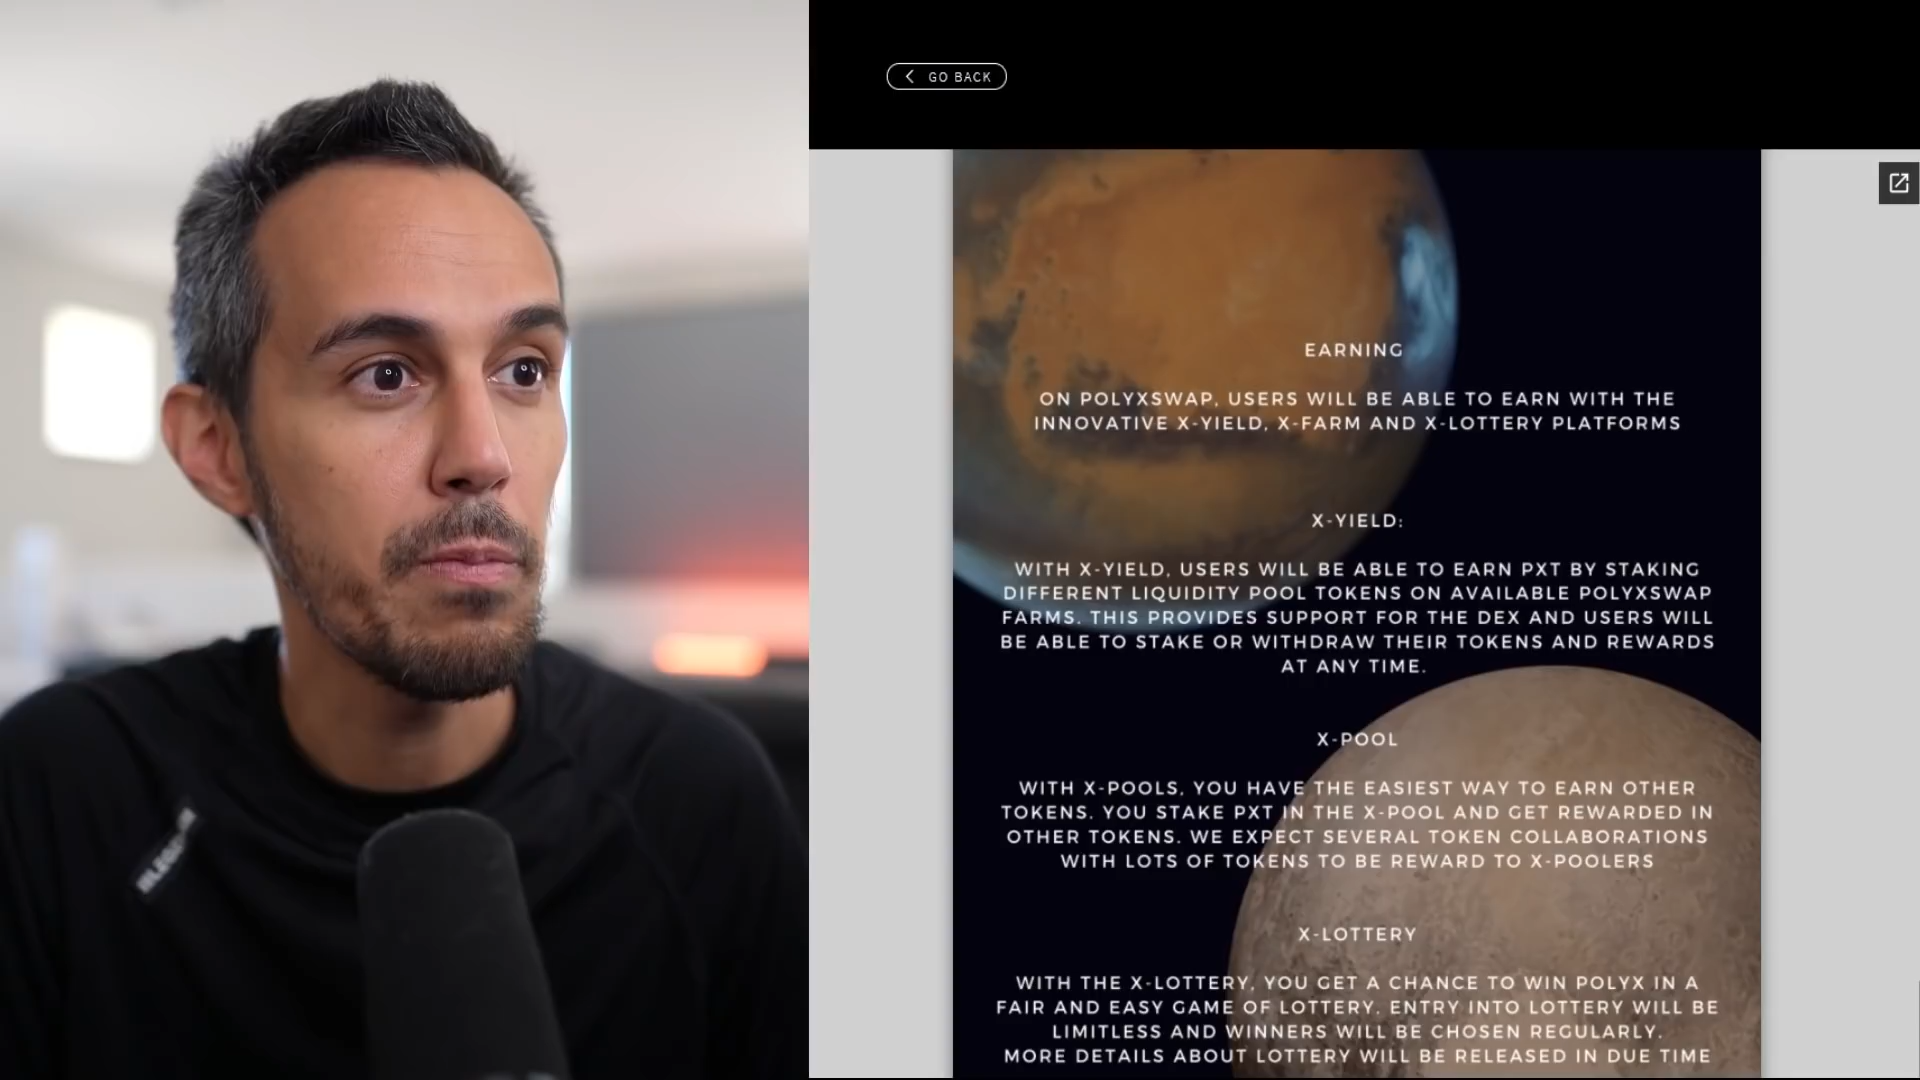 GO BACK
EARNING
ON POLYXSWAP, USERS WILL BE ABLE TO EARN WITH THE
INNOVATIVE X-YIELD, X-FARM AND X-LOTTERY PLATFORMS
X-YIELD:
WITH X-YIELD, USERS WILL BE ABLE TO EARN PXT BY STAKING
DIFFERENT LIQUIDITY POOL TOKENS ON AVAILABLE POLYXSWAP
FARMS. THIS PROVIDES SUPPORT FOR THE DEX AND USERS WILL
BE ABLE TO STAKE OR WITHDRAW THEIR TOKENS AND REWARDS
AT ANY TIME.
X-POOL
WITH X-POOLS, YOU HAVE THE EASIEST WAY TO EARN OTHER
TOKENS. YOU STAKE PXT IN THE X-POOL AND GET REWARDED IN
OTHER TOKENS. WE EXPECT SEVERAL TOKEN COLLABORATIONS
WITH LOTS OF TOKENS TO BE REWARD TO X-POOLERS
X-LOTTERY
WITH THE X-LOTTERY, YOU GET A CHANCE TO WIN POLYX IN A
FAIR AND EASY GAME OF LOTTERY. ENTRY INTO LOTTERY WILL BE
LIMITLESS AND WINNERS WILL BE CHOSEN REGULARLY.
MORE DETAILS ABOUT LOTTERY WILL BE RELEASED IN DUE TIME